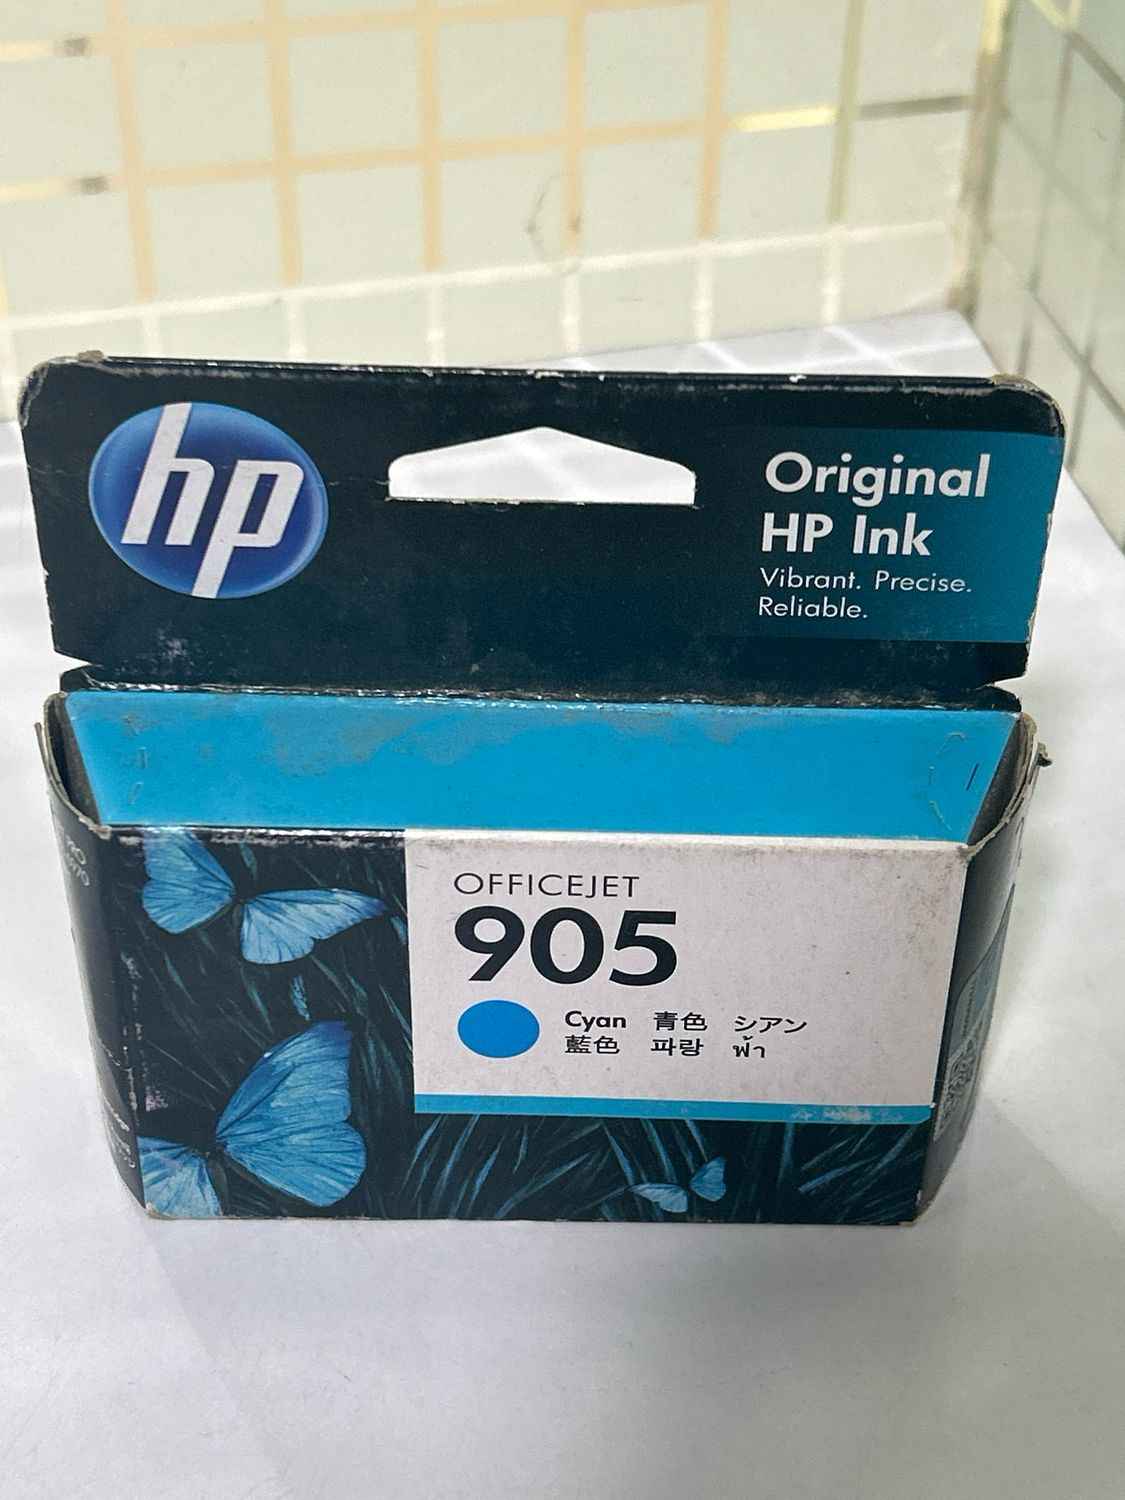 hp
Original
HP Ink
Vibrant. Precise.
Reliable.
OFFICEJET
905
Cyan 青色 シアン
藍色 파랑 ฟ้า